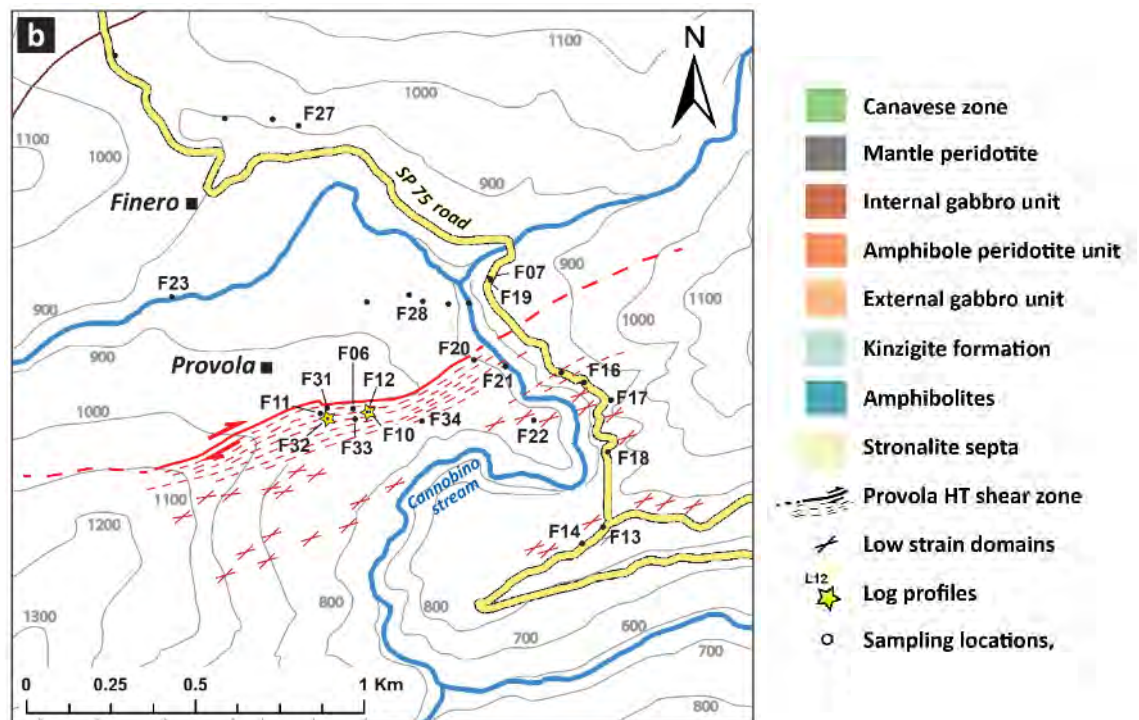 b
1100
N
1000
F27
1100
1000
900
SP 75 road
Finero
F07
900
F19
F23
1100
F28
1000
900
900
F20
F16
Provola
F06
F21
F31
F12
F17
F11
1000
F34
F22
F32
F10
F33
F18
Cannobino
stream
1100
1200
F14
F13
800
800
1300
700
600
700
0
0.25
0.5
1 Km
800
Canavese zone
Mantle peridotite
Internal gabbro unit
Amphibole peridotite unit
External gabbro unit
Kinzigite formation
Amphibolites
Stronalite septa
Provola HT shear zone
Low strain domains
L12
Log profiles
Sampling locations,